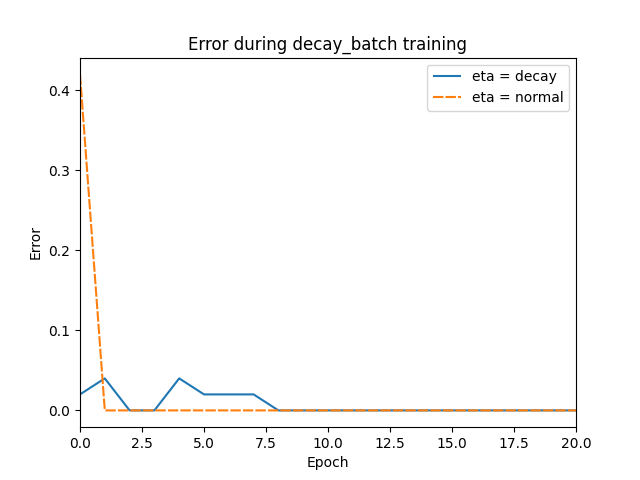 Error during decay_batch training
eta = decay
eta = normal
0.4
0.3
0.2
0.1
0.0
Error
0.0 2.5 5.0 7.5 10.0 12.5 15.0 17.5 20.0
Epoch